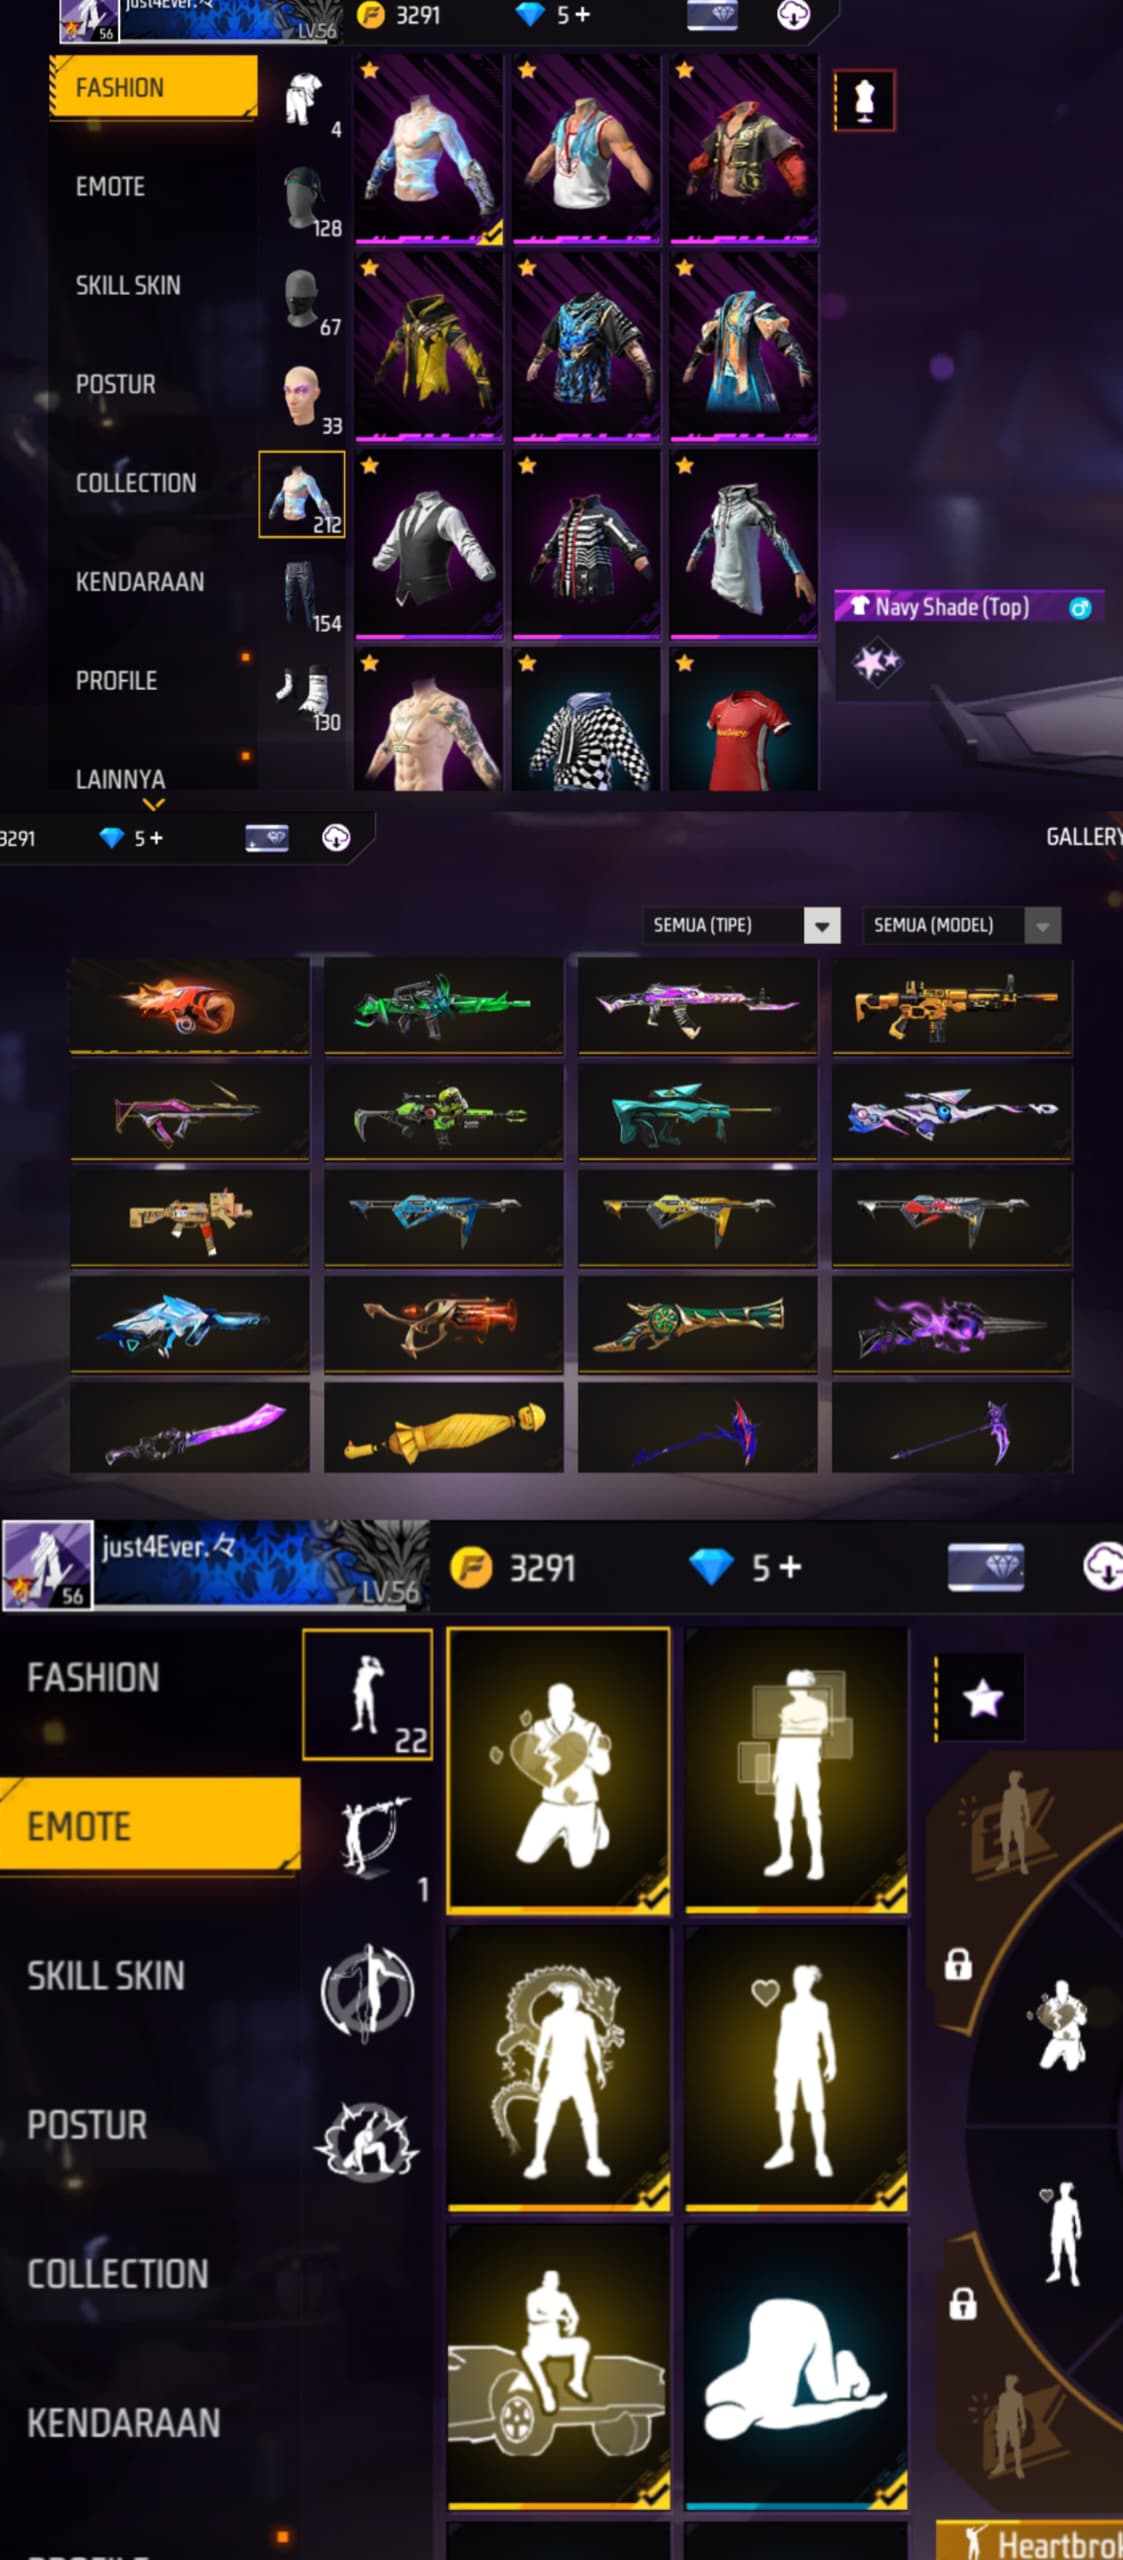 just4Ever.々
56
LV.56
3291
5+
FASHION
EMOTE
SKILL SKIN
POSTUR
COLLECTION
KENDARAAN
PROFILE
LAINNYA
4
128
67
33
212
154
130
Navy Shade (Top)
3291
5+
GALLERY
SEMUA (TIPE)
SEMUA (MODEL)
just4Ever.々
56
LV.56
3291
5+
FASHION
EMOTE
SKILL SKIN
POSTUR
COLLECTION
KENDARAAN
22
1
Heartbrok